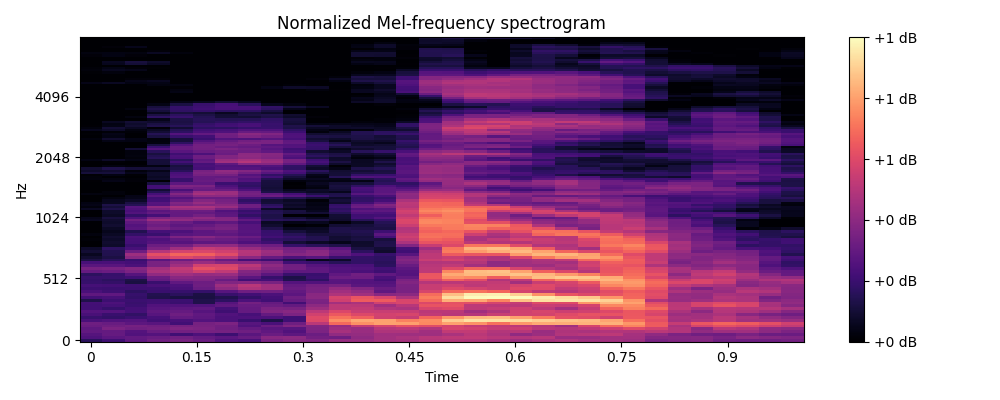 Normalized Mel-frequency spectrogram
Hz
4096
2048
1024
512
0
0 0.15 0.3 0.45 0.6 0.75 0.9
Time
+1 dB
+1 dB
+1 dB
+0 dB
+0 dB
+0 dB